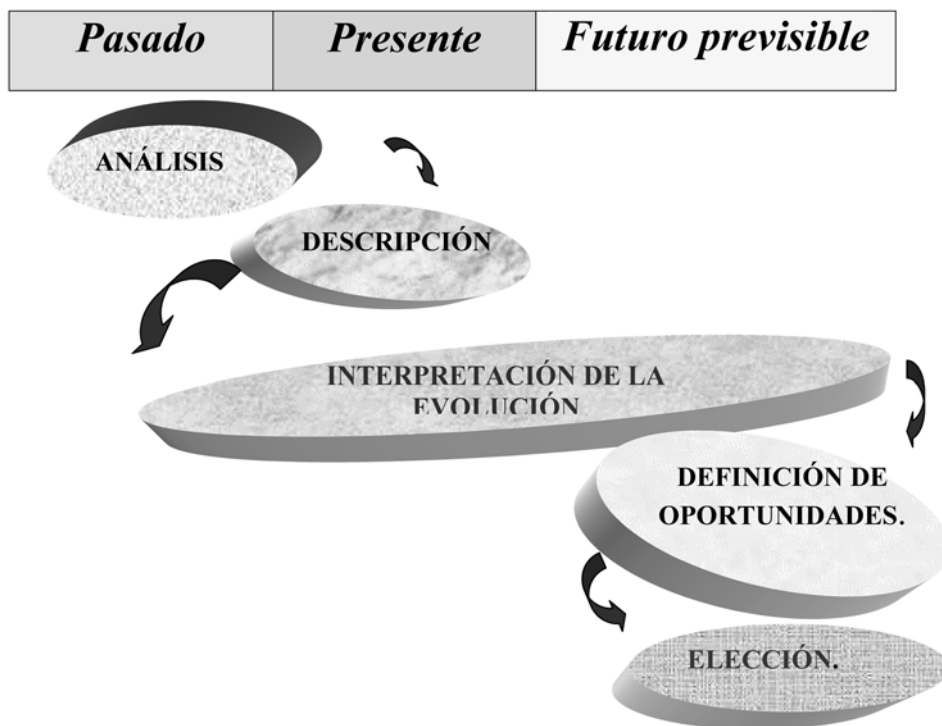 Pasado Presente Futuro previsible
ANÁLISIS
DESCRIPCIÓN
INTERPRETACIÓN DE LA
EVOLUCIÓN
DEFINICIÓN DE
OPORTUNIDADES.
ELECCIÓN.